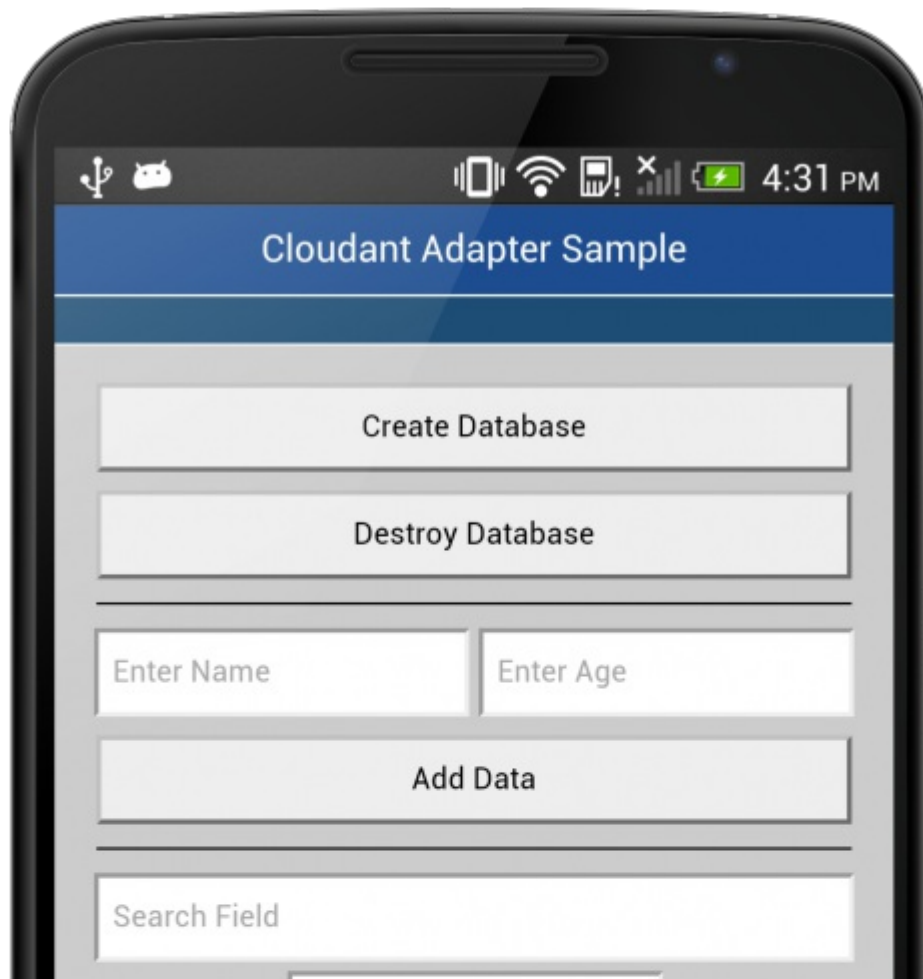 4:31 PM
Cloudant Adapter Sample
Create Database
Destroy Database
Enter Name
Enter Age
Add Data
Search Field